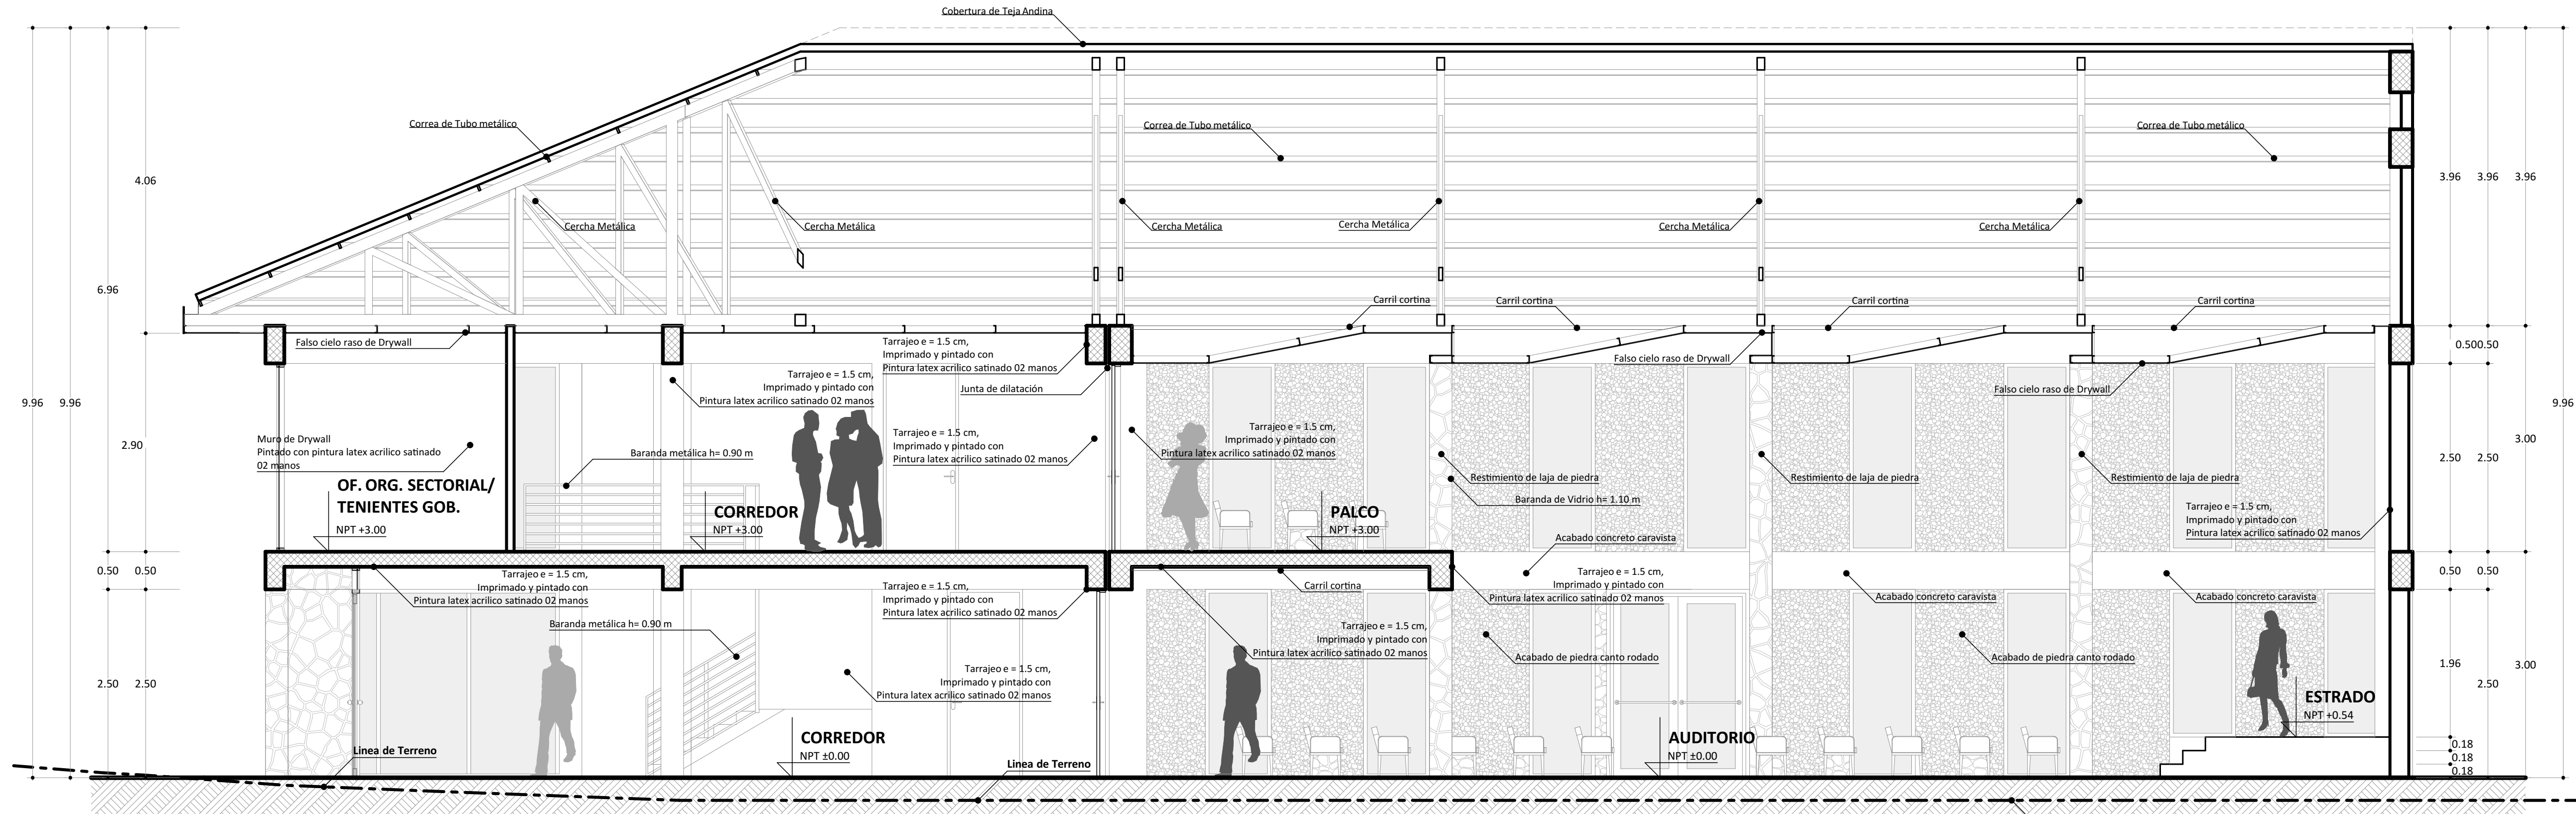 Cobertura de Teja Andina
Correa de Tubo metálico
Correa de Tubo metálico
Correa de Tubo metálico
4.06
3.96 3.96 3.96
Cercha Metálica
Cercha Metálica
Cercha Metálica
Cercha Metálica
Cercha Metálica
Cercha Metálica
6.96
Carril cortina
Carril cortina
Carril cortina
Carril cortina
Falso cielo raso de Drywall
Tarrajeo e = 1.5 cm,
Imprimado y pintado con
Pintura latex acrilico satinado 02 manos
Falso cielo raso de Drywall
0.50 0.50
Tarrajeo e = 1.5 cm,
Imprimado y pintado con
Pintura latex acrilico satinado 02 manos
Junta de dilatación
Falso cielo raso de Drywall
9.96 9.96
9.96
Muro de Drywall
Pintado con pintura latex acrilico satinado
02 manos
2.90
Baranda metálica h= 0.90 m
Tarrajeo e = 1.5 cm,
Imprimado y pintado con
Pintura latex acrilico satinado 02 manos
Tarrajeo e = 1.5 cm,
Imprimado y pintado con
Pintura latex acrilico satinado 02 manos
3.00
2.50 2.50
Restimiento de laja de piedra
Restimiento de laja de piedra
Restimiento de laja de piedra
Baranda de Vidrio h= 1.10 m
OF. ORG. SECTORIAL/
TENIENTES GOB.
NPT +3.00
CORREDOR
NPT +3.00
PALCO
NPT +3.00
Tarrajeo e = 1.5 cm,
Imprimado y pintado con
Pintura latex acrilico satinado 02 manos
Acabado concreto caravista
0.50 0.50
Tarrajeo e = 1.5 cm,
Imprimado y pintado con
Pintura latex acrilico satinado 02 manos
Tarrajeo e = 1.5 cm,
Imprimado y pintado con
Pintura latex acrilico satinado 02 manos
Carril cortina
Tarrajeo e = 1.5 cm,
Imprimado y pintado con
Pintura latex acrilico satinado 02 manos
Acabado concreto caravista
Acabado concreto caravista
0.50 0.50
Baranda metálica h= 0.90 m
Tarrajeo e = 1.5 cm,
Imprimado y pintado con
Pintura latex acrilico satinado 02 manos
Acabado de piedra canto rodado
Acabado de piedra canto rodado
Tarrajeo e = 1.5 cm,
Imprimado y pintado con
Pintura latex acrilico satinado 02 manos
1.96
3.00
2.50 2.50
2.50
ESTRADO
NPT +0.54
CORREDOR
NPT ±0.00
AUDITORIO
NPT ±0.00
Linea de Terreno
Linea de Terreno
0.18
0.18
0.18